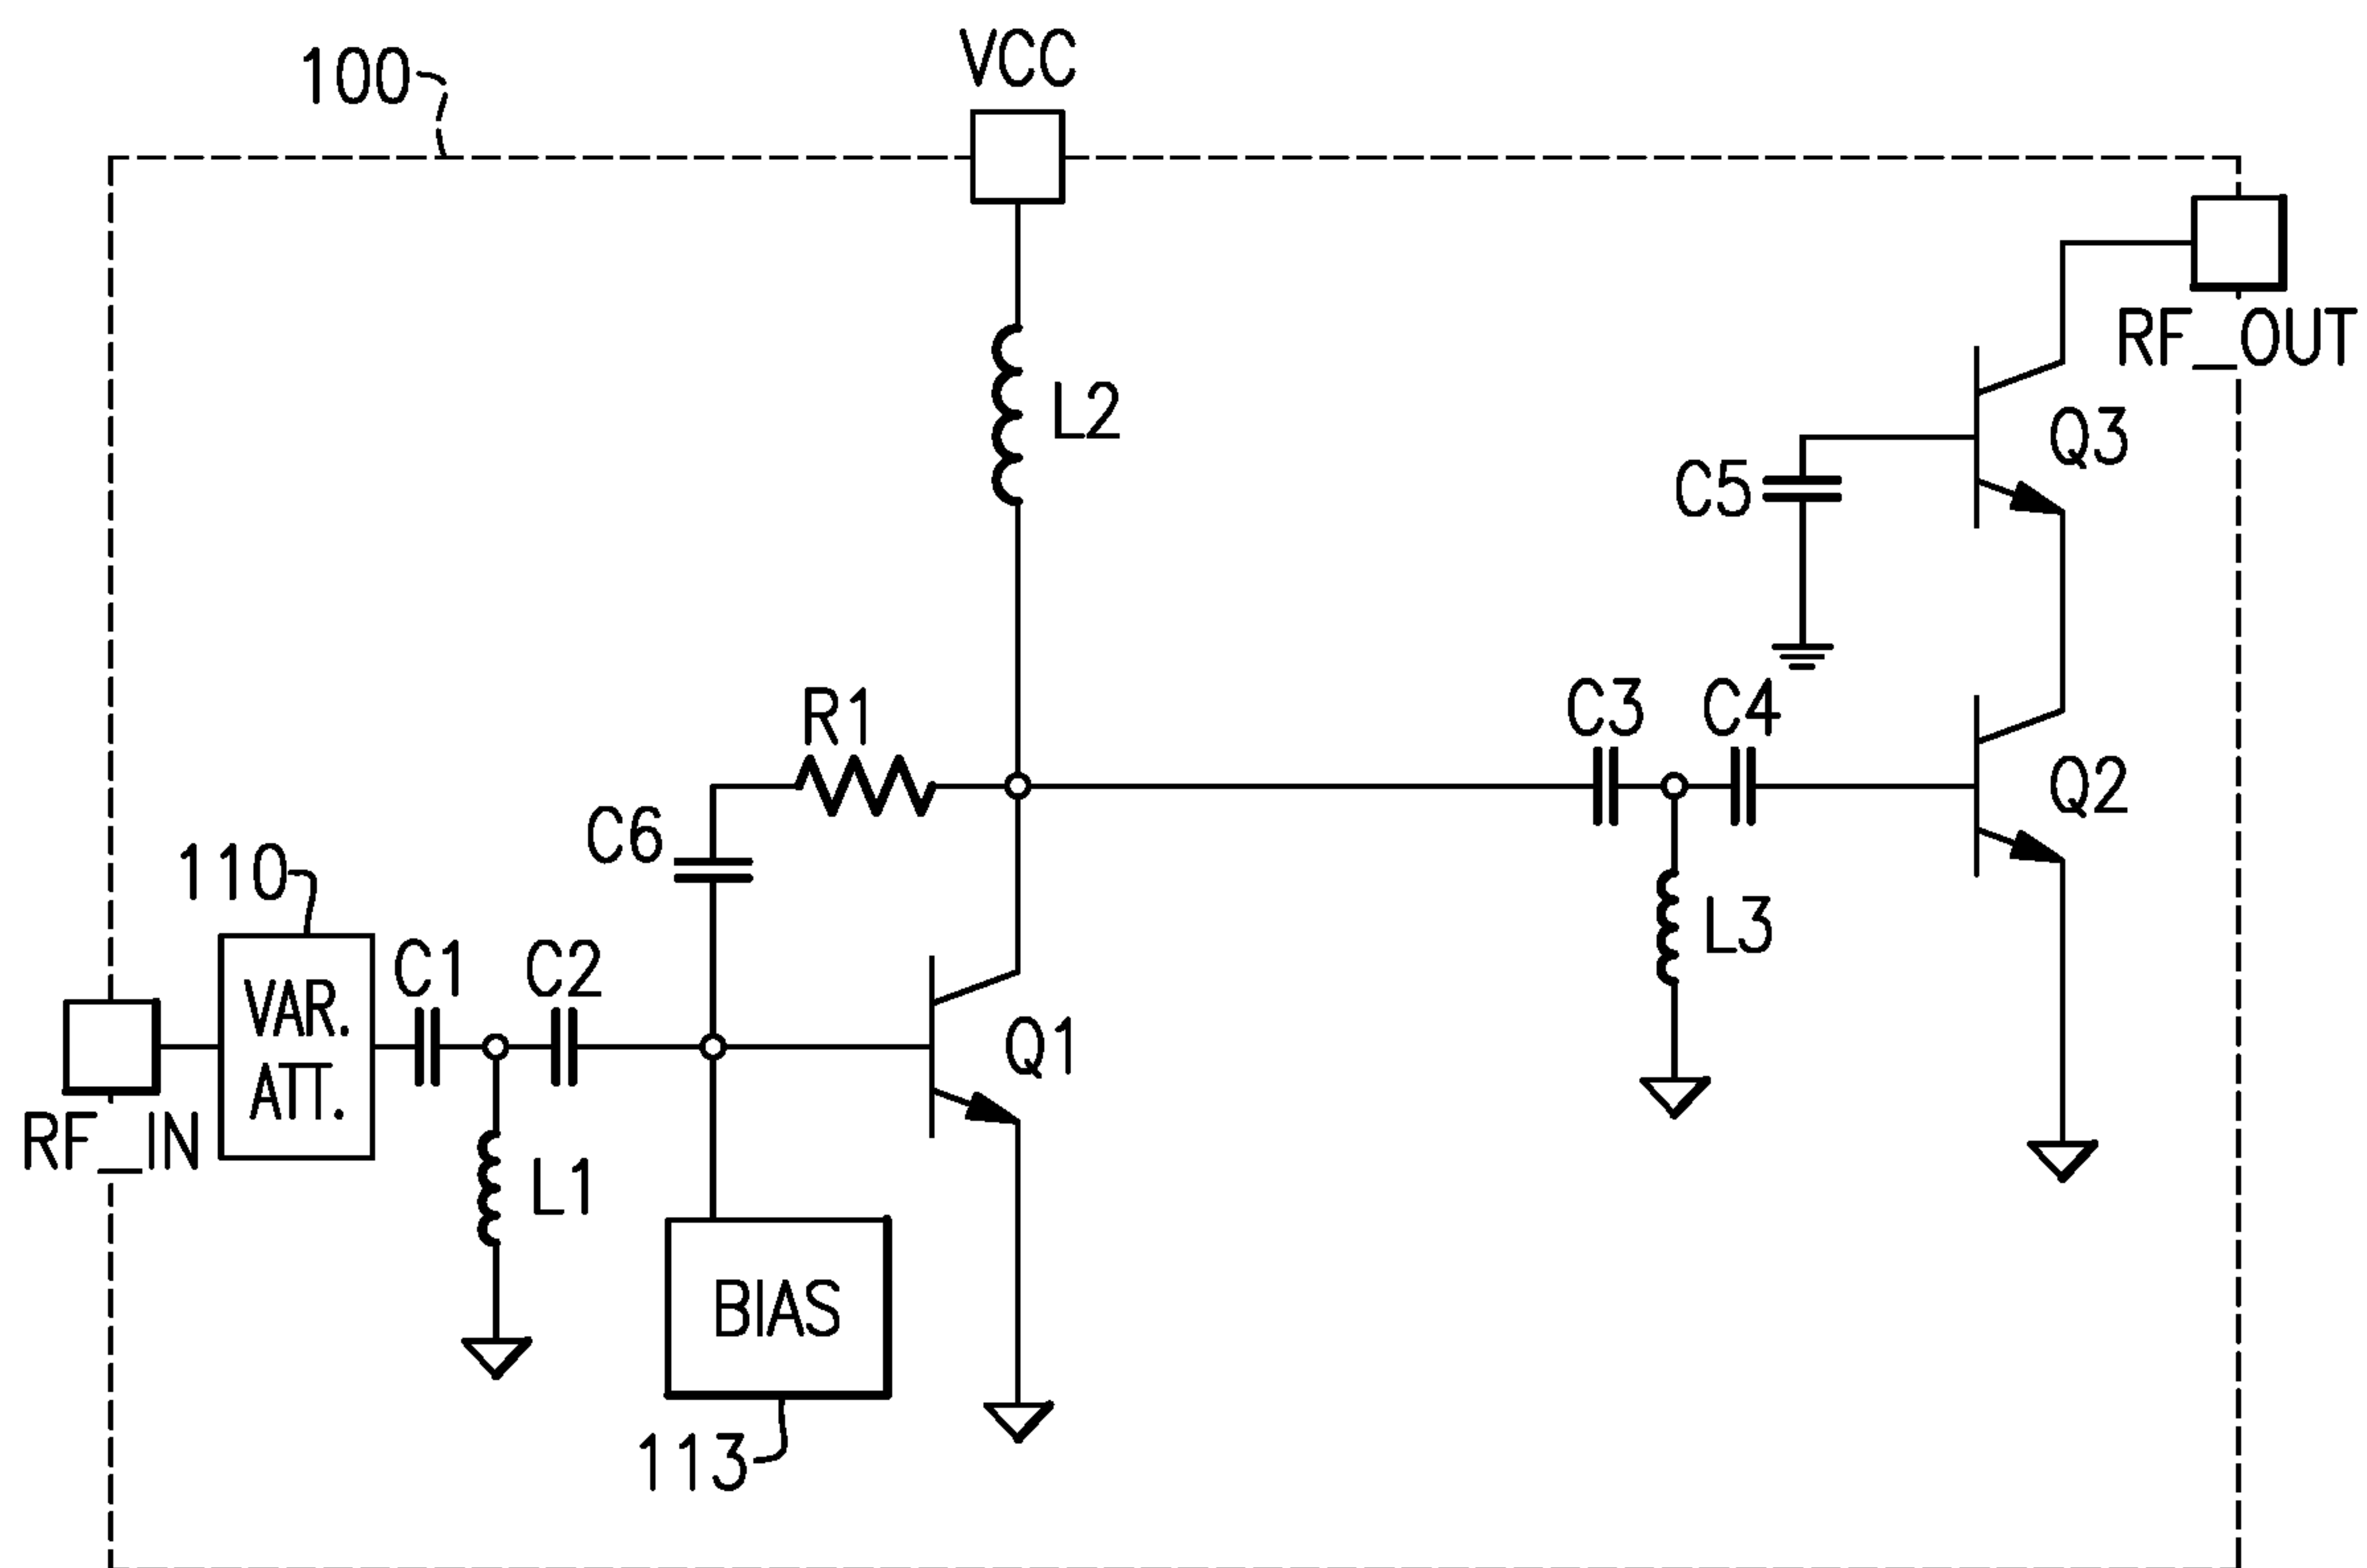 100
VCC
RF_OUT
L2
Q3
C5
R1
C3
C4
Q2
C6
110
L3
C1
C2
VAR.
ATT.
Q1
RF_IN
L1
BIAS
113